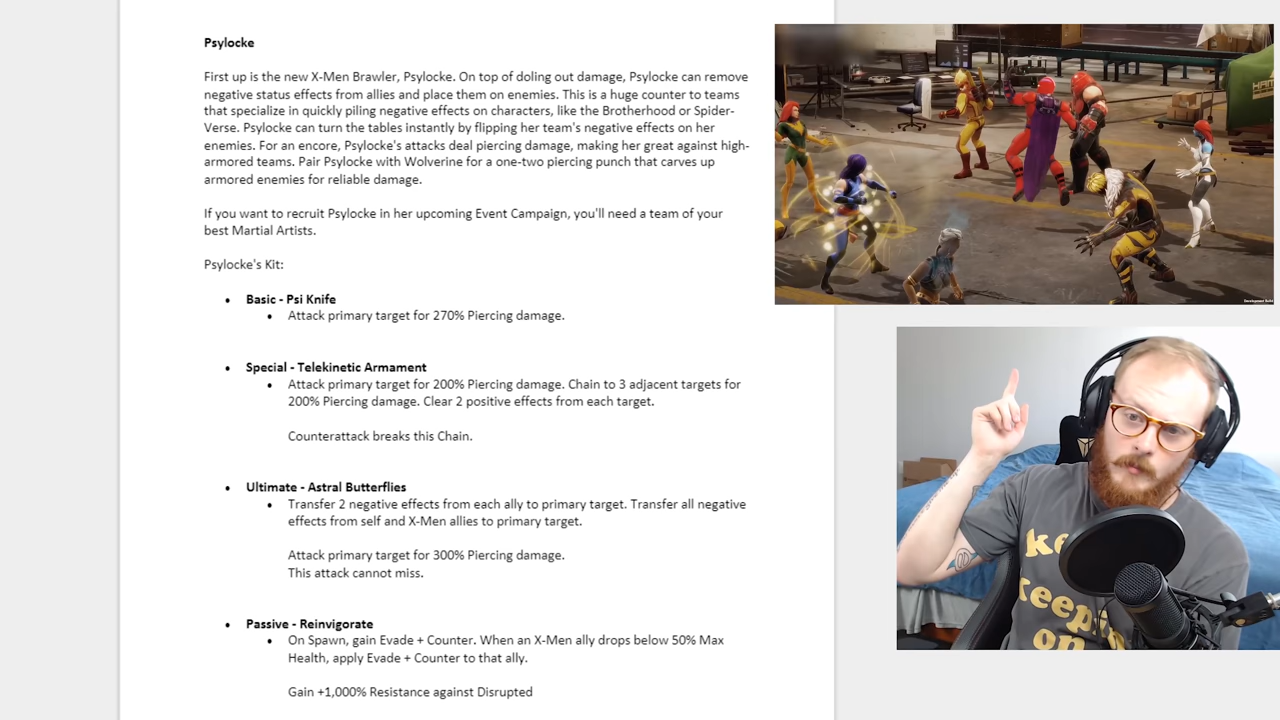 Psylocke
First up is the new X-Men Brawler, Psylocke. On top of doling out damage, Psylocke can remove
negative status effects from allies and place them on enemies. This is a huge counter to teams
that specialize in quickly piling negative effects on characters, like the Brotherhood or Spider-
Verse. Psylocke can turn the tables instantly by flipping her team's negative effects on her
enemies. For an encore, Psylocke's attacks deal piercing damage, making her great against high-
armored teams. Pair Psylocke with Wolverine for a one-two piercing punch that carves up
armored enemies for reliable damage.
If you want to recruit Psylocke in her upcoming Event Campaign, you'll need a team of your
best Martial Artists.
Psylocke's Kit:
• Basic - Psi Knife
• Attack primary target for 270% Piercing damage.
• Special - Telekinetic Armament
• Attack primary target for 200% Piercing damage. Chain to 3 adjacent targets for
200% Piercing damage. Clear 2 positive effects from each target.
Counterattack breaks this Chain.
• Ultimate - Astral Butterflies
• Transfer 2 negative effects from each ally to primary target. Transfer all negative
effects from self and X-Men allies to primary target.
Attack primary target for 300% Piercing damage.
This attack cannot miss.
• Passive - Reinvigorate
• On Spawn, gain Evade + Counter. When an X-Men ally drops below 50% Max
Health, apply Evade + Counter to that ally.
Gain +1,000% Resistance against Disrupted
Development Build
keepin
on